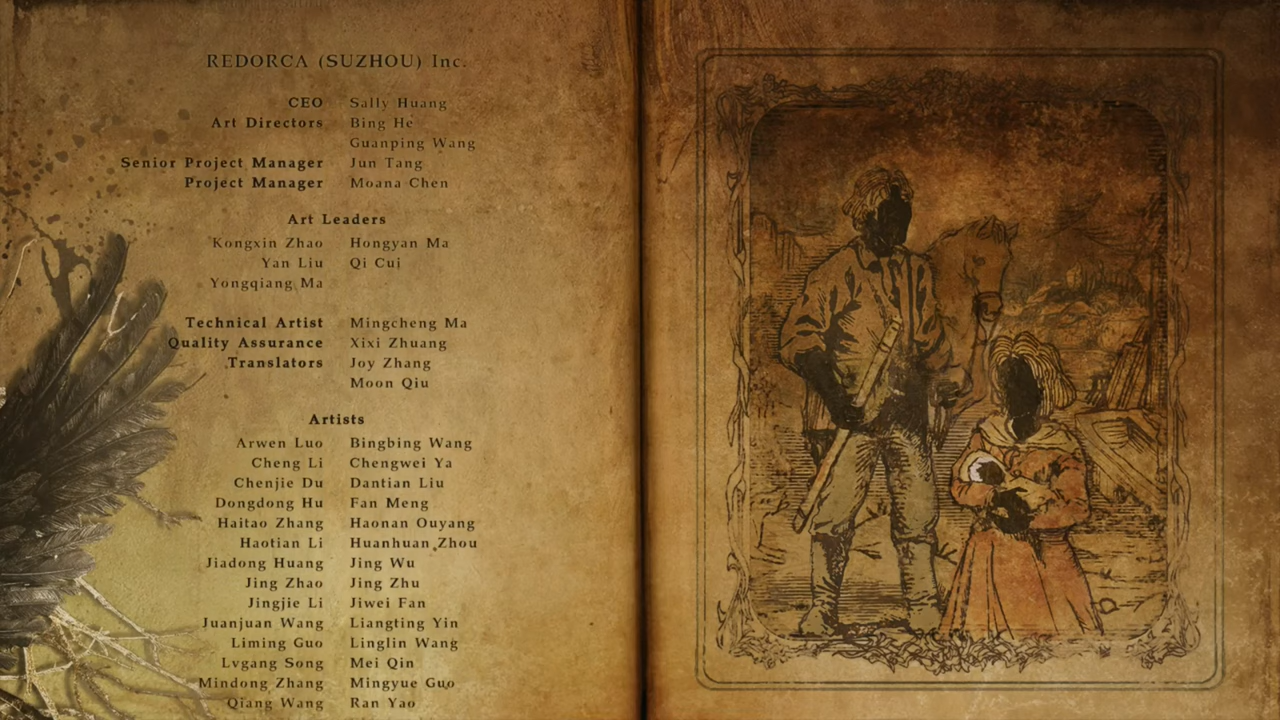 REDORCA (SUZHOU) Inc.
CEO Sally Huang
Art Directors Bing He
Guanping Wang
Senior Project Manager Jun Tang
Project Manager Moana Chen
Art Leaders
Kongxin Zhao Hongyan Ma
Yan Liu Qi Cui
Yongqiang Ma
Technical Artist Mingcheng Ma
Quality Assurance Xixi Zhuang
Translators Joy Zhang
Moon Qiu
Artists
Arwen Luo Bingbing Wang
Cheng Li Chengwei Ya
Chenjie Du Dantian Liu
Dongdong Hu Fan Meng
Haitao Zhang Haonan Ouyang
Haotian Li Huanhuan Zhou
Jiadong Huang Jing Wu
Jing Zhao Jing Zhu
Jingjie Li Jiwei Fan
Juanjuan Wang Liangting Yin
Liming Guo Linglin Wang
Lvgang Song Mei Qin
Mindong Zhang Mingyue Guo
Qiang Wang Ran Yao